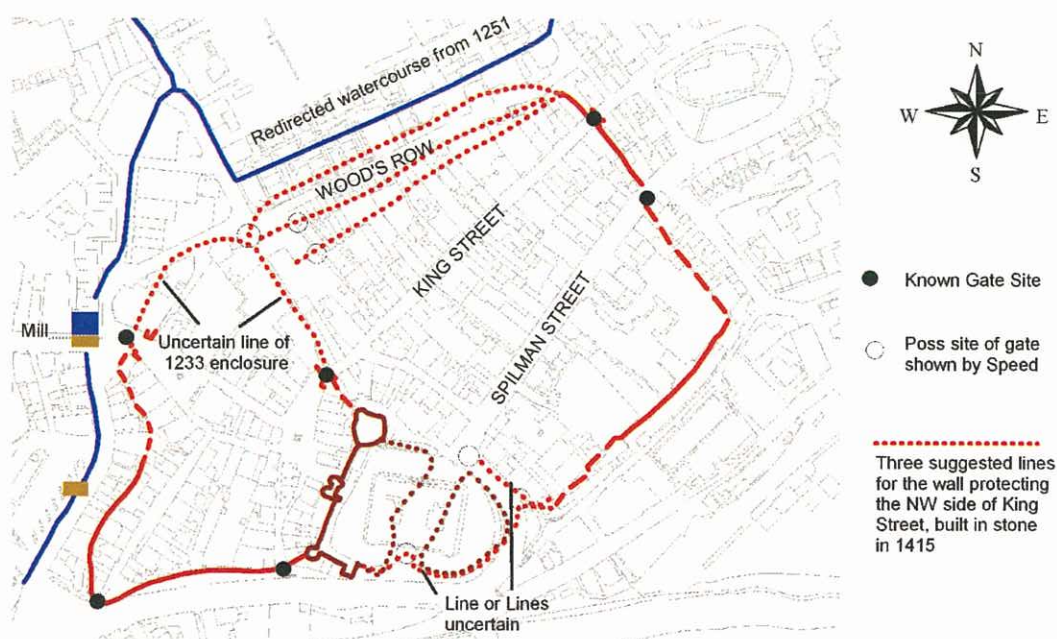 Redirected watercourse from 1251
WOOD'S ROW
KING STREET
SPILMAN STREET
Mill
Uncertain line of
1233 enclosure
Line or Lines
uncertain
N
W
E
S
Known Gate Site
Poss site of gate
shown by Speed
Three suggested lines
for the wall protecting
the NW side of King
Street, built in stone
in 1415